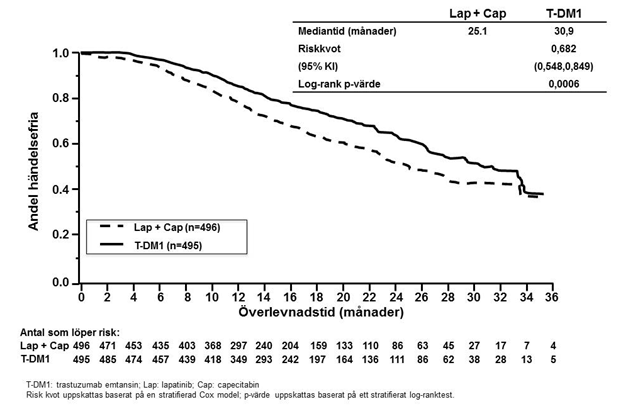 Lap + Cap T-DM1
Mediantid (månader) 25.1 30,9
Riskkvot 0,682
(95% KI) (0,548,0,849)
Log-rank p-värde 0,0006
Andel händelsefria
1.0
0.8
0.6
0.4
0.2
0.0
Lap + Cap (n=496)
T-DM1 (n=495)
0 2 4 6 8 10 12 14 16 18 20 22 24 26 28 30 32 34 36
Överlevnadstid (månader)
Antal som löper risk:
Lap + Cap 496 471 453 435 403 368 297 240 204 159 133 110 86 63 45 27 17 7 4
T-DM1 495 485 474 457 439 418 349 293 242 197 164 136 111 86 62 38 28 13 5
T-DM1: trastuzumab emtansin; Lap: lapatinib; Cap: capecitabin
Risk kvot uppskattas baserat på en stratifierad Cox model; p-värde uppskattas baserat på ett stratifierat log-ranktest.